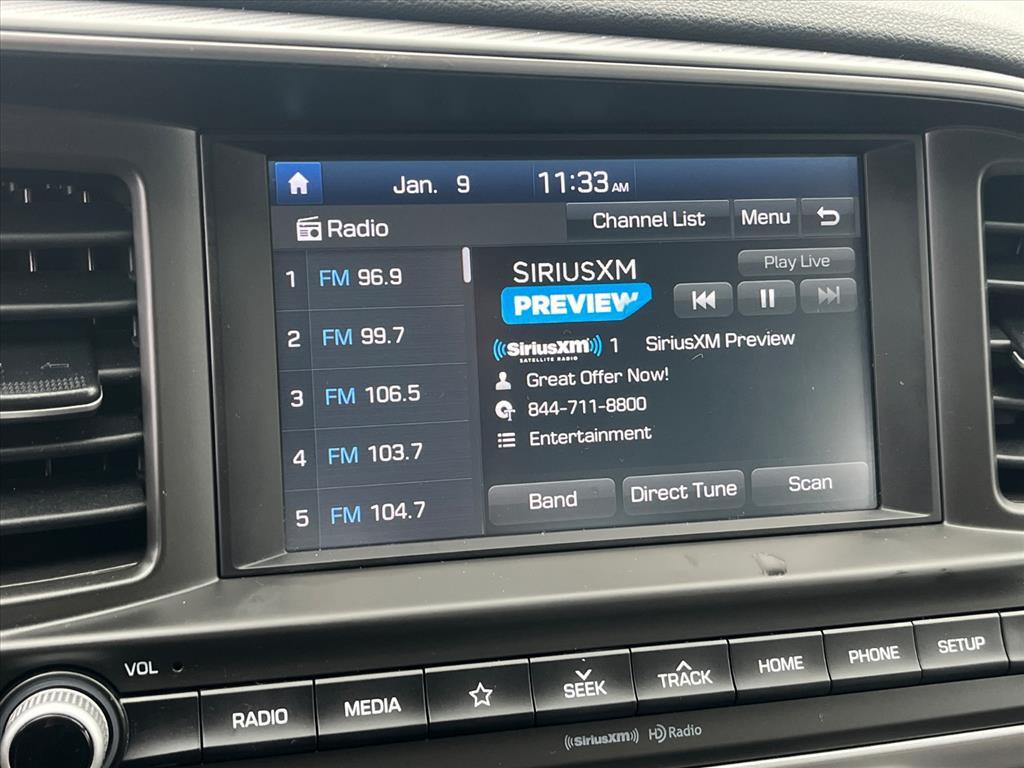 Jan. 9 11:33 AM
Radio Channel List Menu
1 FM 96.9
2 FM 99.7
3 FM 106.5
4 FM 103.7
5 FM 104.7
SIRIUSXM
PREVIEW
Play Live
SiriusXM 1 SiriusXM Preview
SATELLITE RADIO
Great Offer Now!
844-711-8800
Entertainment
Band Direct Tune Scan
VOL
RADIO MEDIA SEEK TRACK HOME PHONE SETUP
SiriusXM HD Radio